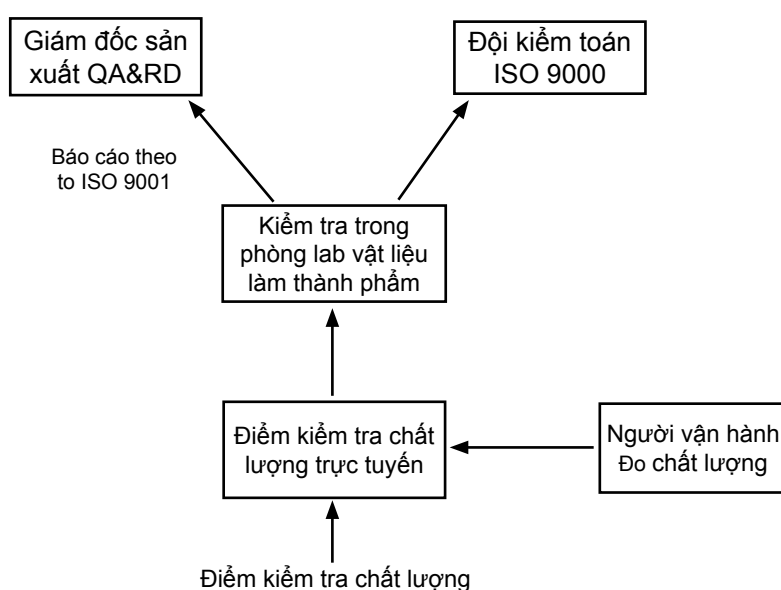 Giám đốc sản
xuất QA&RD
Đội kiểm toán
ISO 9000
Báo cáo theo
to ISO 9001
Kiểm tra trong
phòng lab vật liệu
làm thành phẩm
Điểm kiểm tra chất
lượng trực tuyến
Người vận hành
Đo chất lượng
Điểm kiểm tra chất lượng